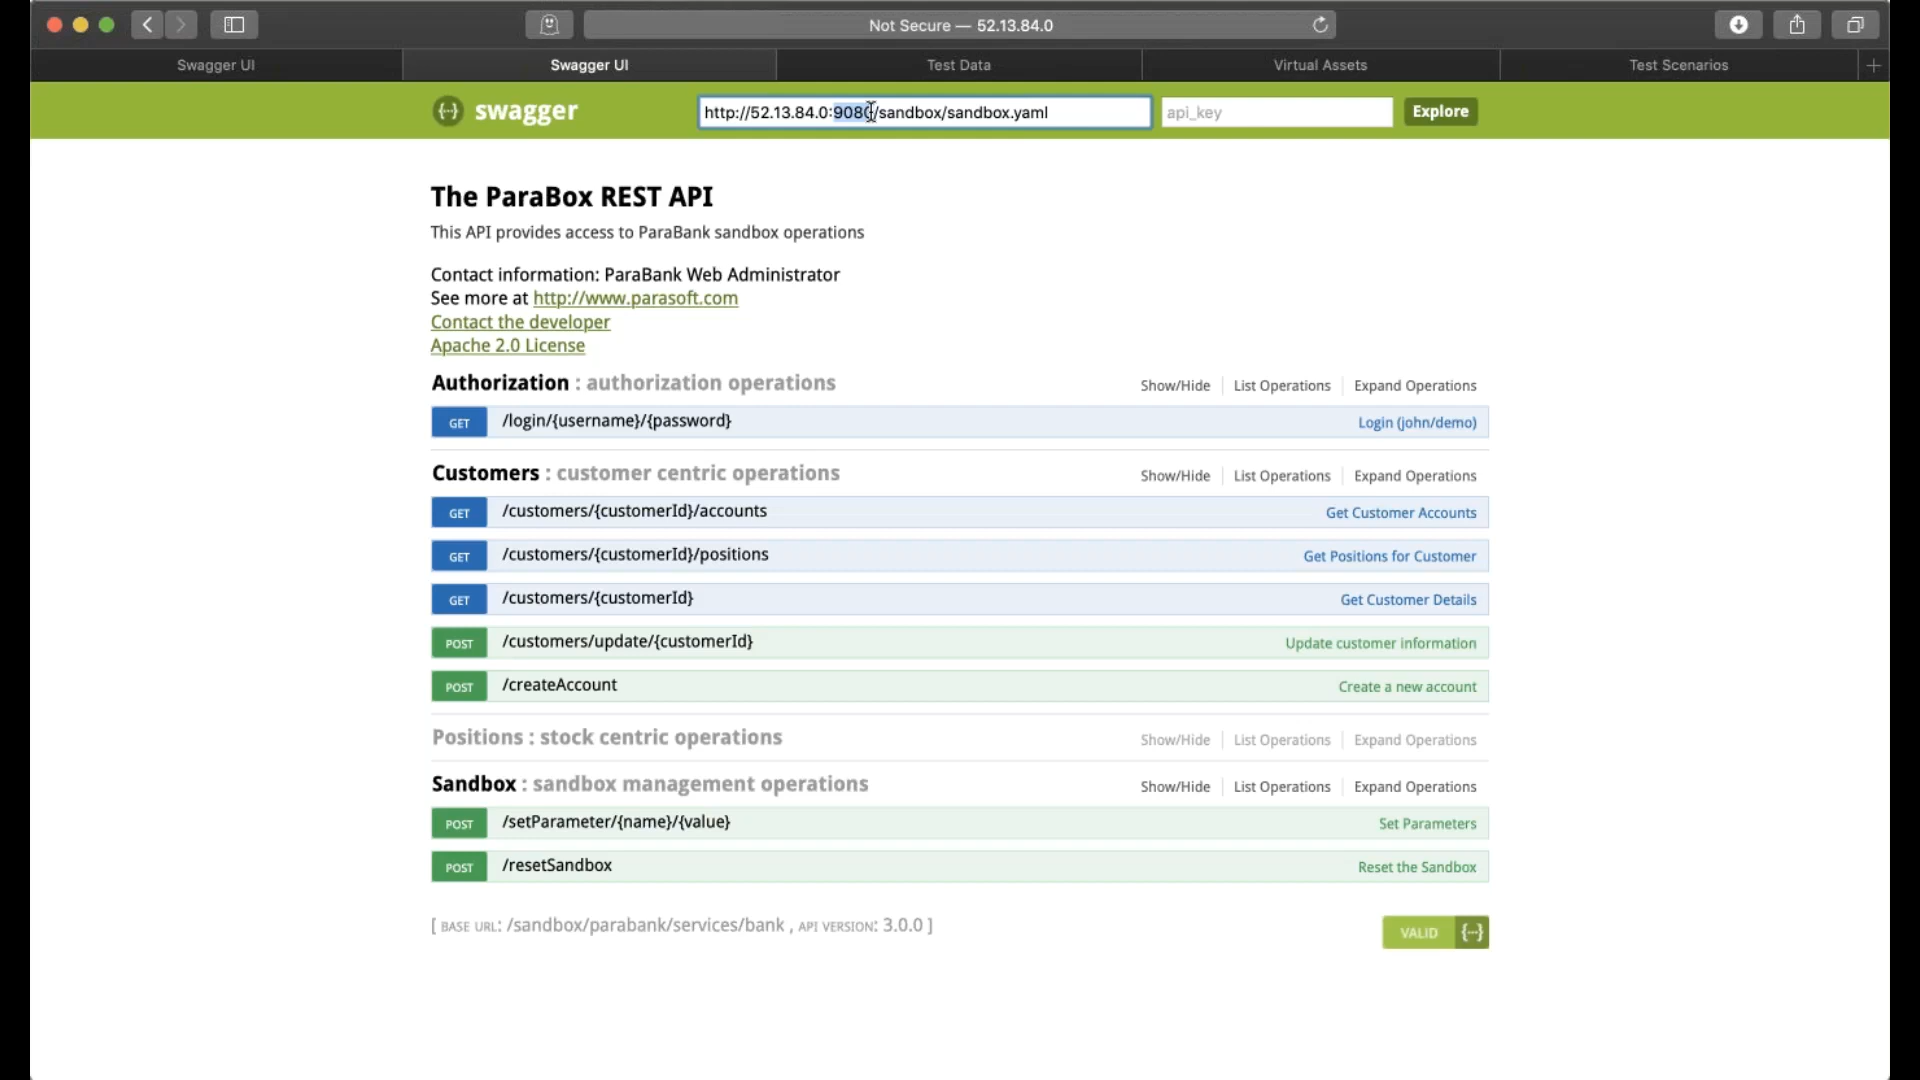 Not Secure — 52.13.84.0
Swagger UI
Swagger UI
Test Data
Virtual Assets
Test Scenarios
{··} swagger
http://52.13.84.0:9080/sandbox/sandbox.yaml
api_key
Explore
The ParaBox REST API
This API provides access to ParaBank sandbox operations
Contact information: ParaBank Web Administrator
See more at http://www.parasoft.com
Contact the developer
Apache 2.0 License
Authorization : authorization operations
Show/Hide
List Operations
Expand Operations
GET /login/{username}/{password}
Login (john/demo)
Customers : customer centric operations
Show/Hide
List Operations
Expand Operations
GET /customers/{customerId}/accounts
Get Customer Accounts
GET /customers/{customerId}/positions
Get Positions for Customer
GET /customers/{customerId}
Get Customer Details
POST /customers/update/{customerId}
Update customer information
POST /createAccount
Create a new account
Positions : stock centric operations
Show/Hide
List Operations
Expand Operations
Sandbox : sandbox management operations
Show/Hide
List Operations
Expand Operations
POST /setParameter/{name}/{value}
Set Parameters
POST /resetSandbox
Reset the Sandbox
[ BASE URL: /sandbox/parabank/services/bank , API VERSION: 3.0.0 ]
VALID {···}